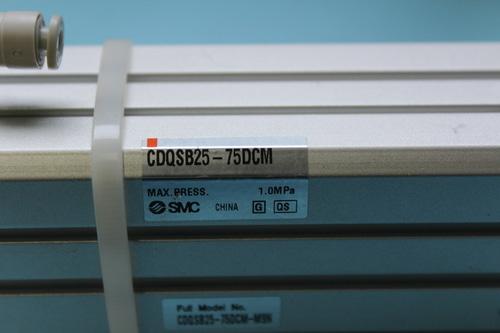 CDQSB25-75DCM
MAX.PRESS. 1.0MPa
SMC CHINA G QS
Full Model No.
CDQSB25-75DCM-M9N